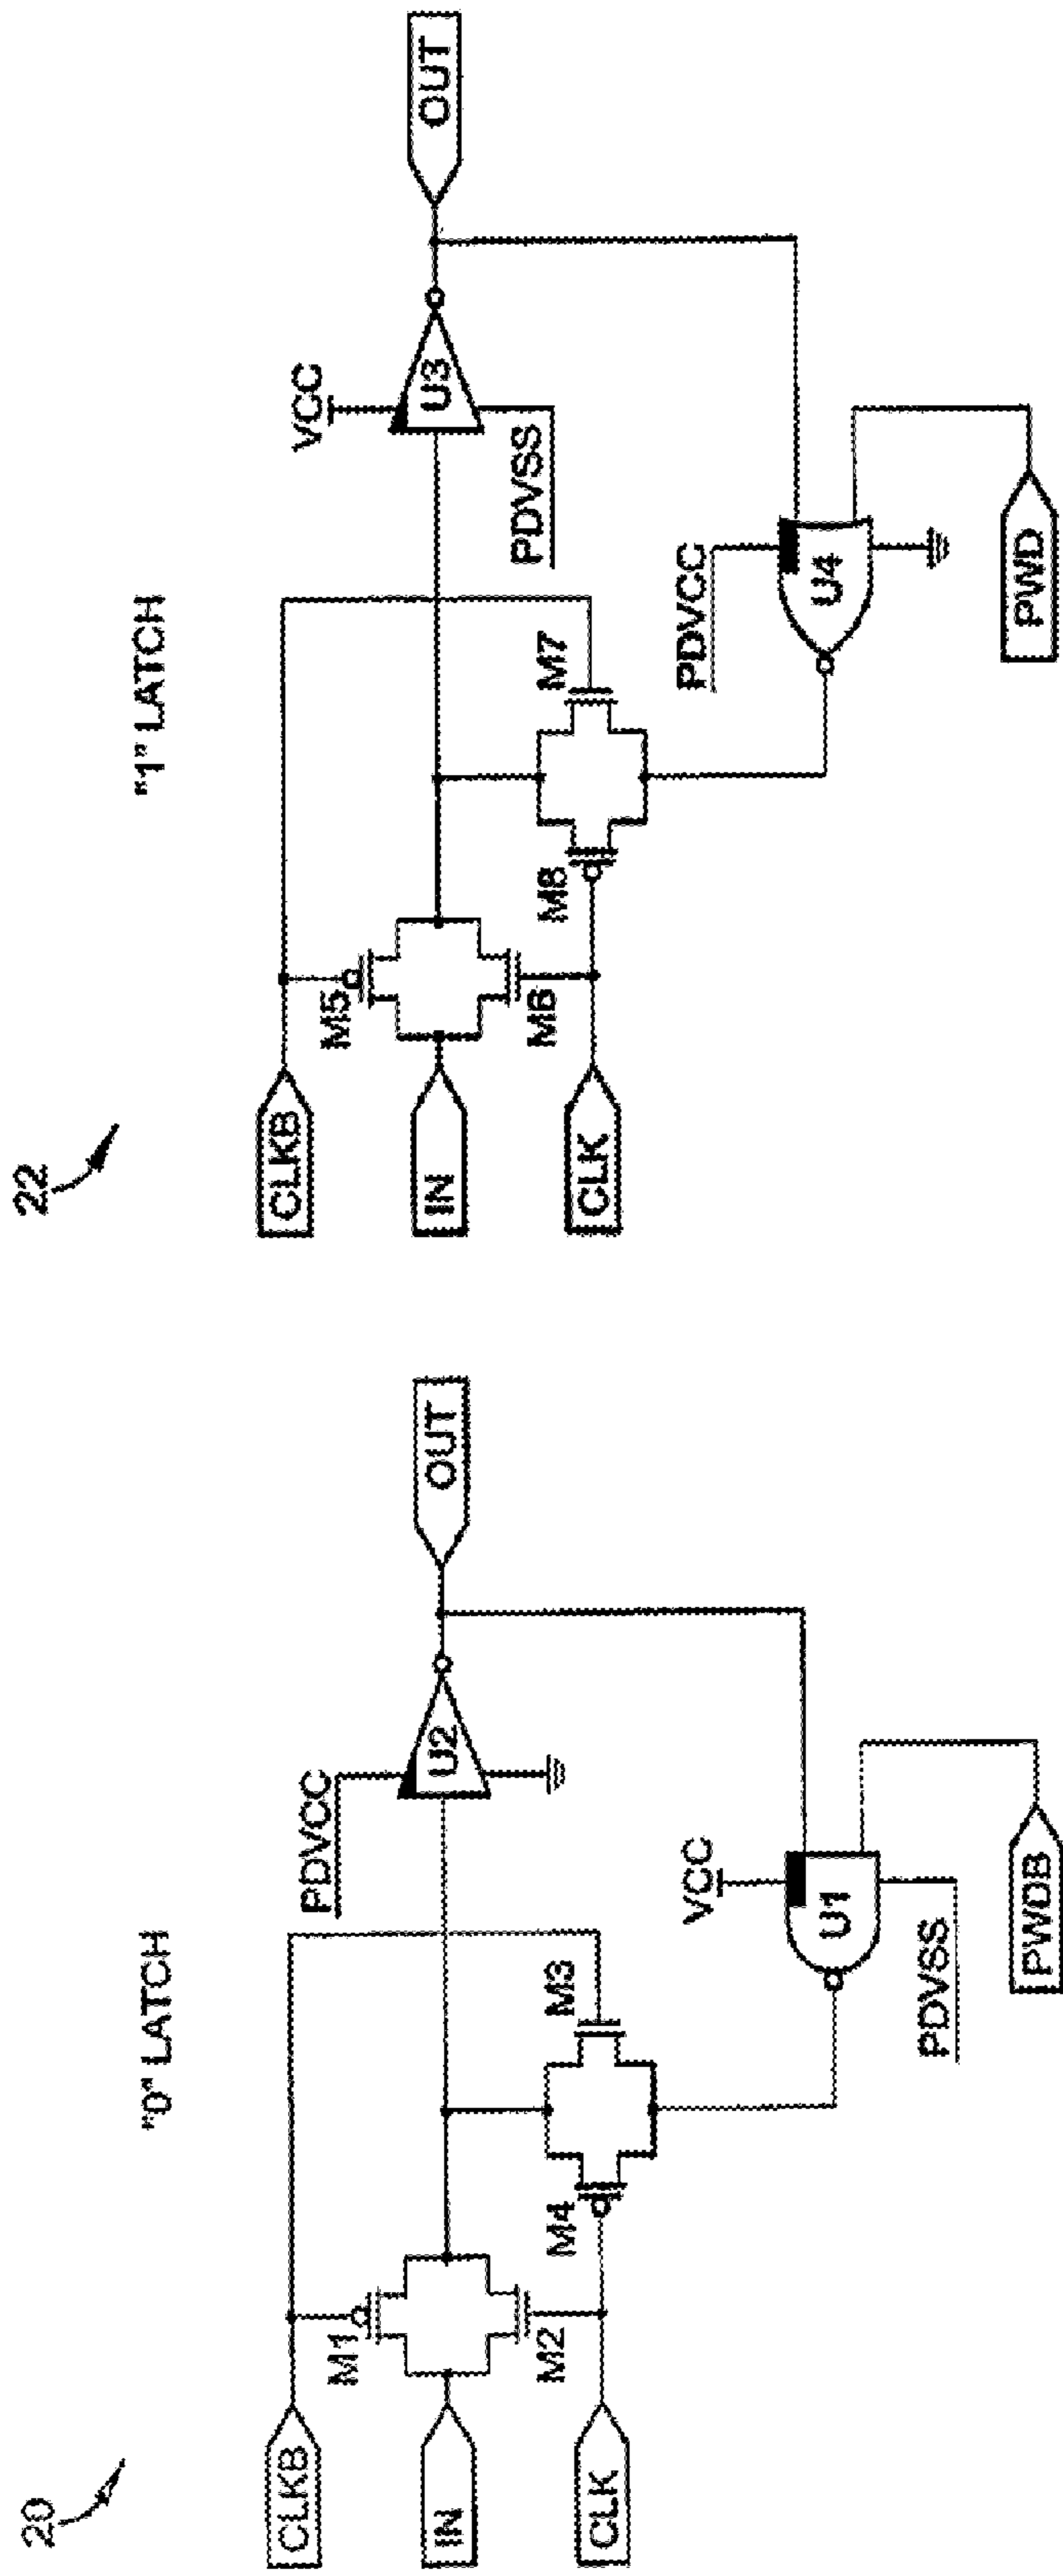 20
"0" LATCH
CLKB
IN
CLK
M1
M2
M4
M3
PDVCC
U2
OUT
VCC
U1
PDVSS
PWDB
22
"1" LATCH
CLKB
IN
CLK
M5
M6
M8
M7
VCC
U3
PDVSS
OUT
PDVCC
U4
PWD